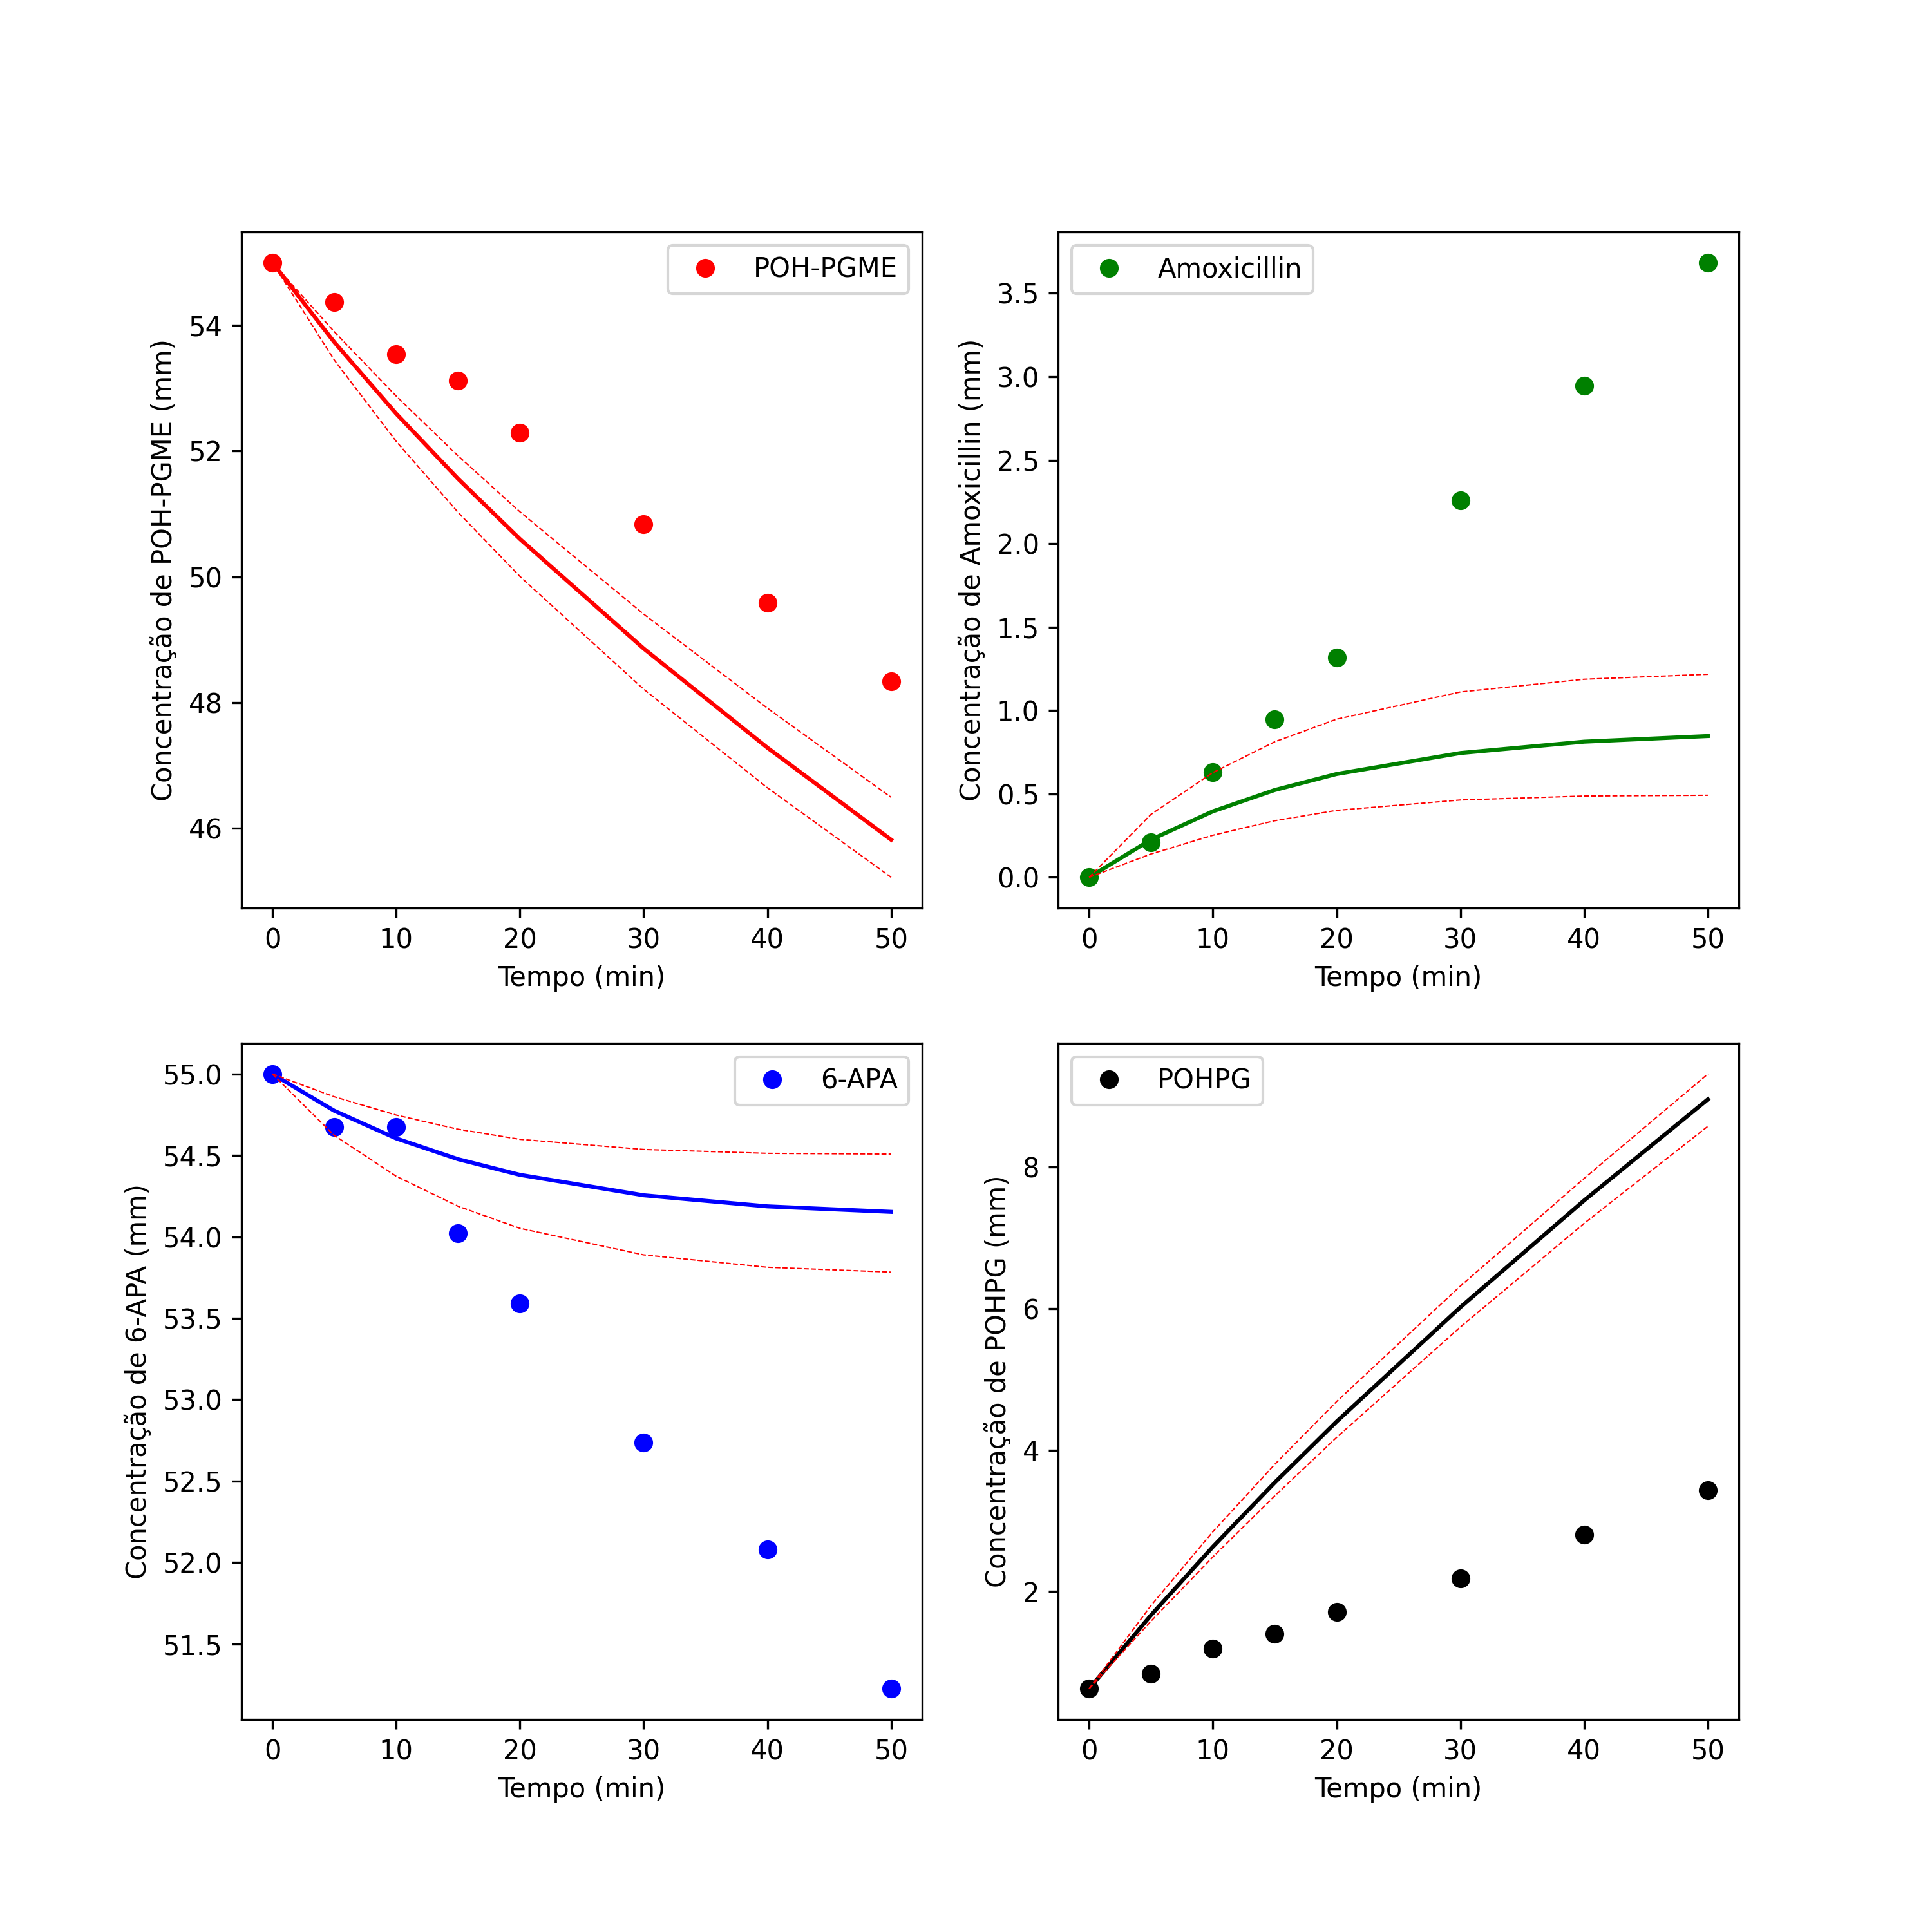 POH-PGME
Concentração de POH-PGME (mm)
54
52
50
48
46
0 10 20 30 40 50
Tempo (min)
Amoxicillin
Concentração de Amoxicillin (mm)
3.5
3.0
2.5
2.0
1.5
1.0
0.5
0.0
0 10 20 30 40 50
Tempo (min)
6-APA
Concentração de 6-APA (mm)
55.0
54.5
54.0
53.5
53.0
52.5
52.0
51.5
0 10 20 30 40 50
Tempo (min)
POHPG
Concentração de POHPG (mm)
8
6
4
2
0 10 20 30 40 50
Tempo (min)